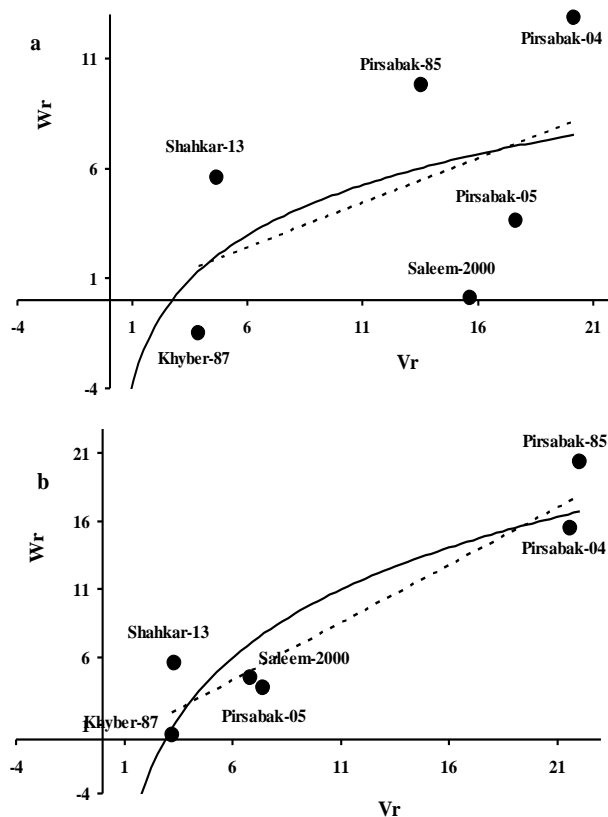 a
11
Pirsabak-04
Pirsabak-85
Wr
Shahkar-13
6
Pirsabak-05
Saleem-2000
1
-4
1
6
11
16
21
Khyber-87
Vr
-4
21
Pirsabak-85
b
16
Pirsabak-04
Wr
11
Shahkar-13
6
Saleem-2000
Khyber-87
Pirsabak-05
1
-4
1
6
11
16
21
-4
Vr